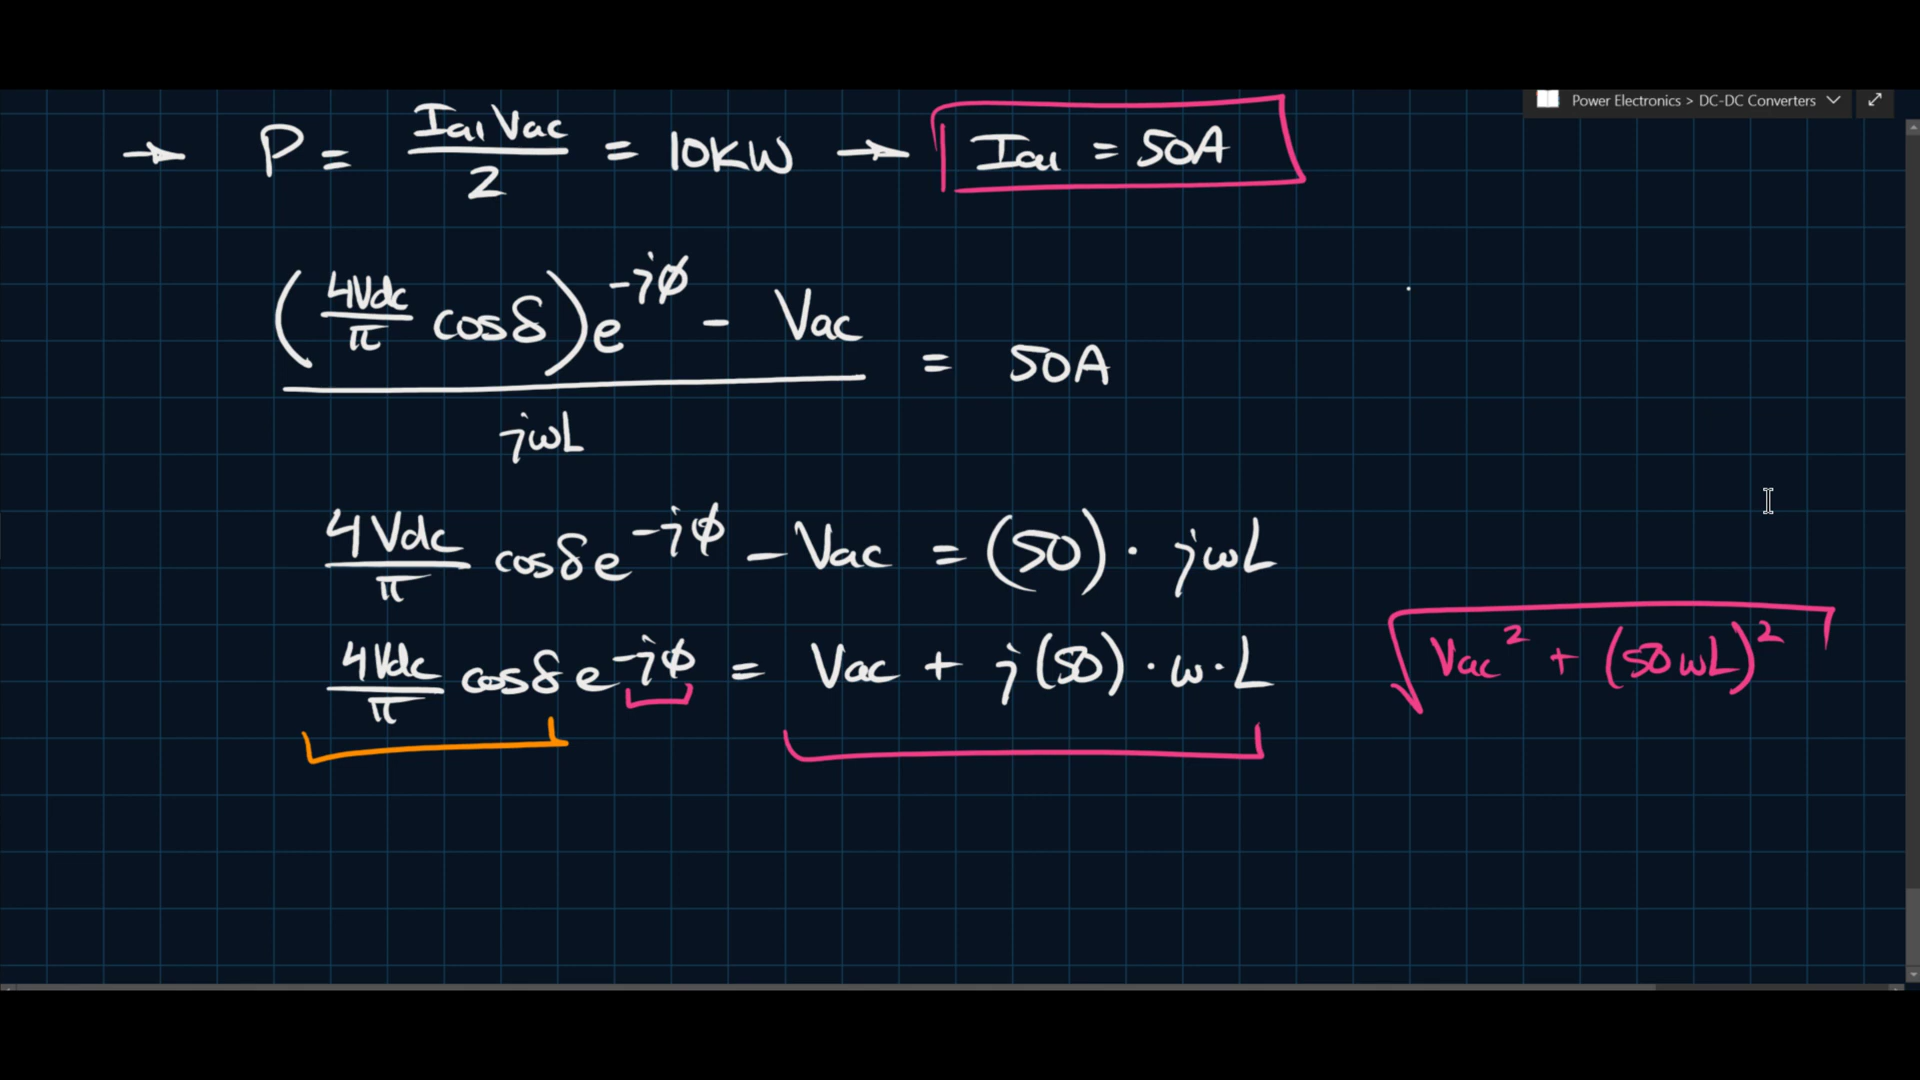 Power Electronics > DC-DC Converters
→ P = Ia1 Vac / 2 = 10KW → Ia1 = 50A
((4Vdc / π) cosδ) e^-jφ - Vac / jωL = 50A
4Vdc / π cosδ e^-jφ - Vac = (50) · jωL
4Vdc / π cosδ e^-jφ = Vac + j(50) · ω · L
√(Vac² + (50ωL)²)